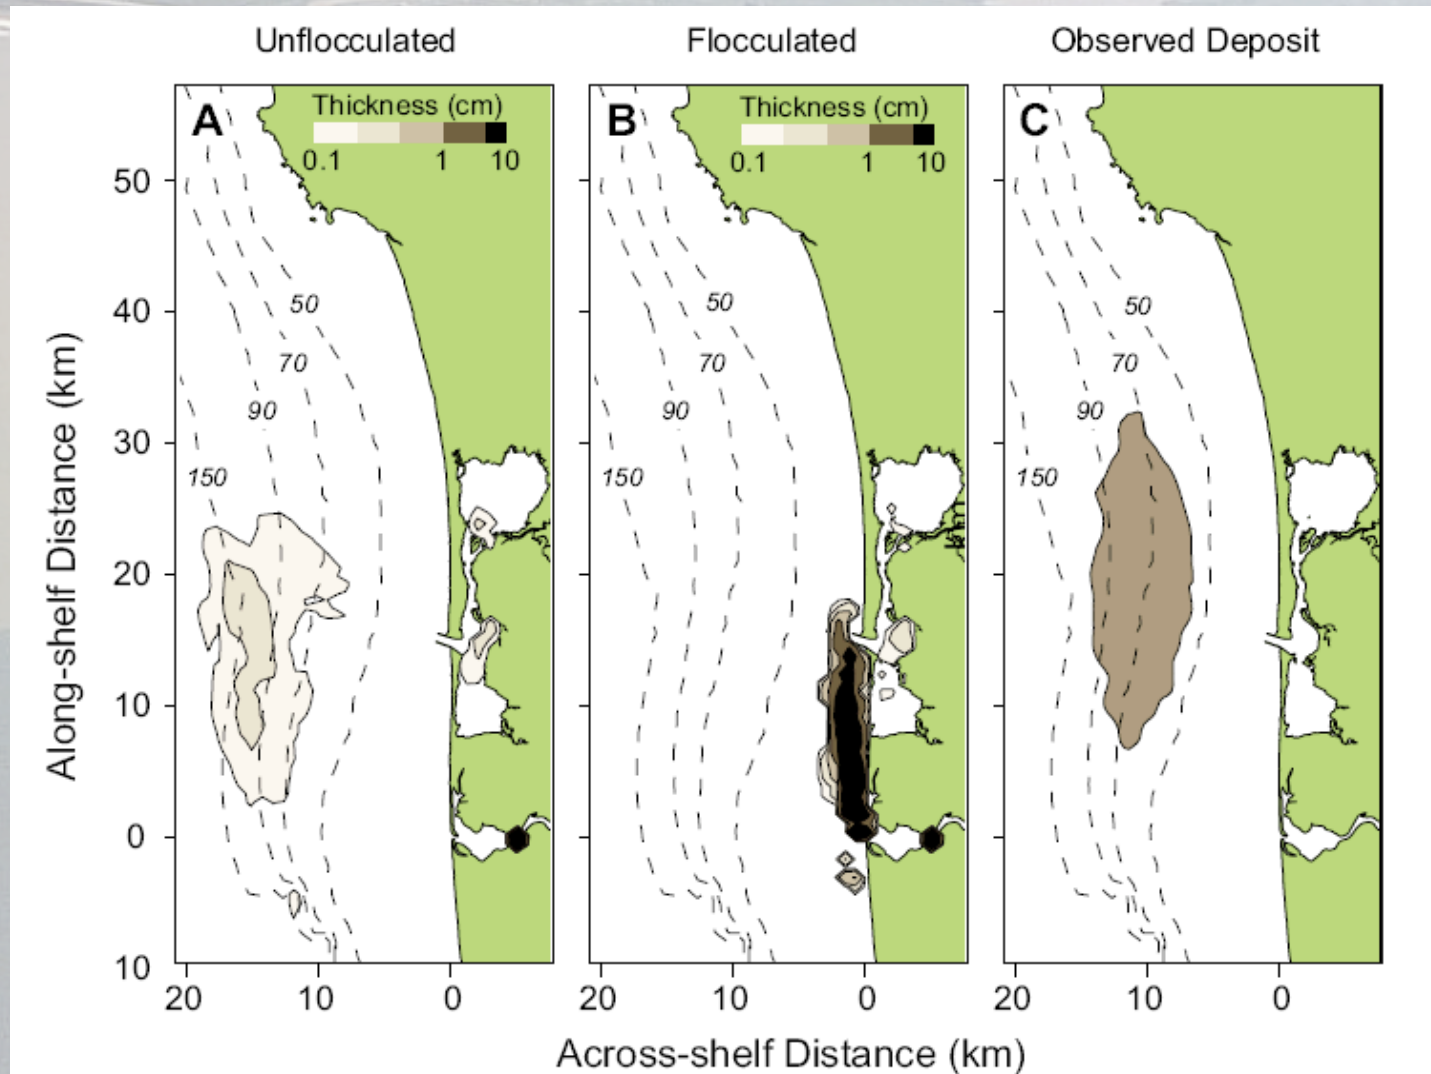 Unflocculated
Flocculated
Observed Deposit
A
Thickness (cm)
0.1 1 10
B
Thickness (cm)
0.1 1 10
C
50
40
30
20
10
0
10
50
70
90
150
50
70
90
150
50
70
90
150
km
Along-shelf Distance (km)
20 10 0
20 10 0
20 10 0
Across-shelf Distance (km)